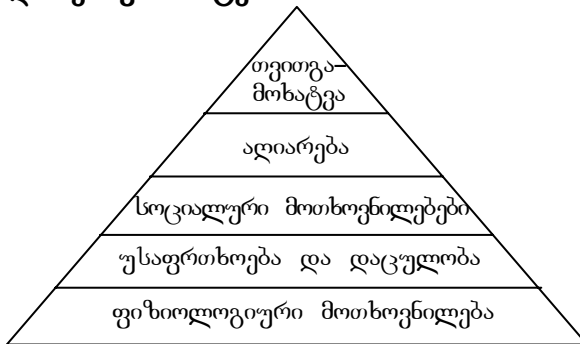 თვითგა-
მოხატვა
აღიარება
სოციალური მოთხოვნილებები
უსაფრთხოება და დაცულობა
ფიზიოლოგიური მოთხოვნილება